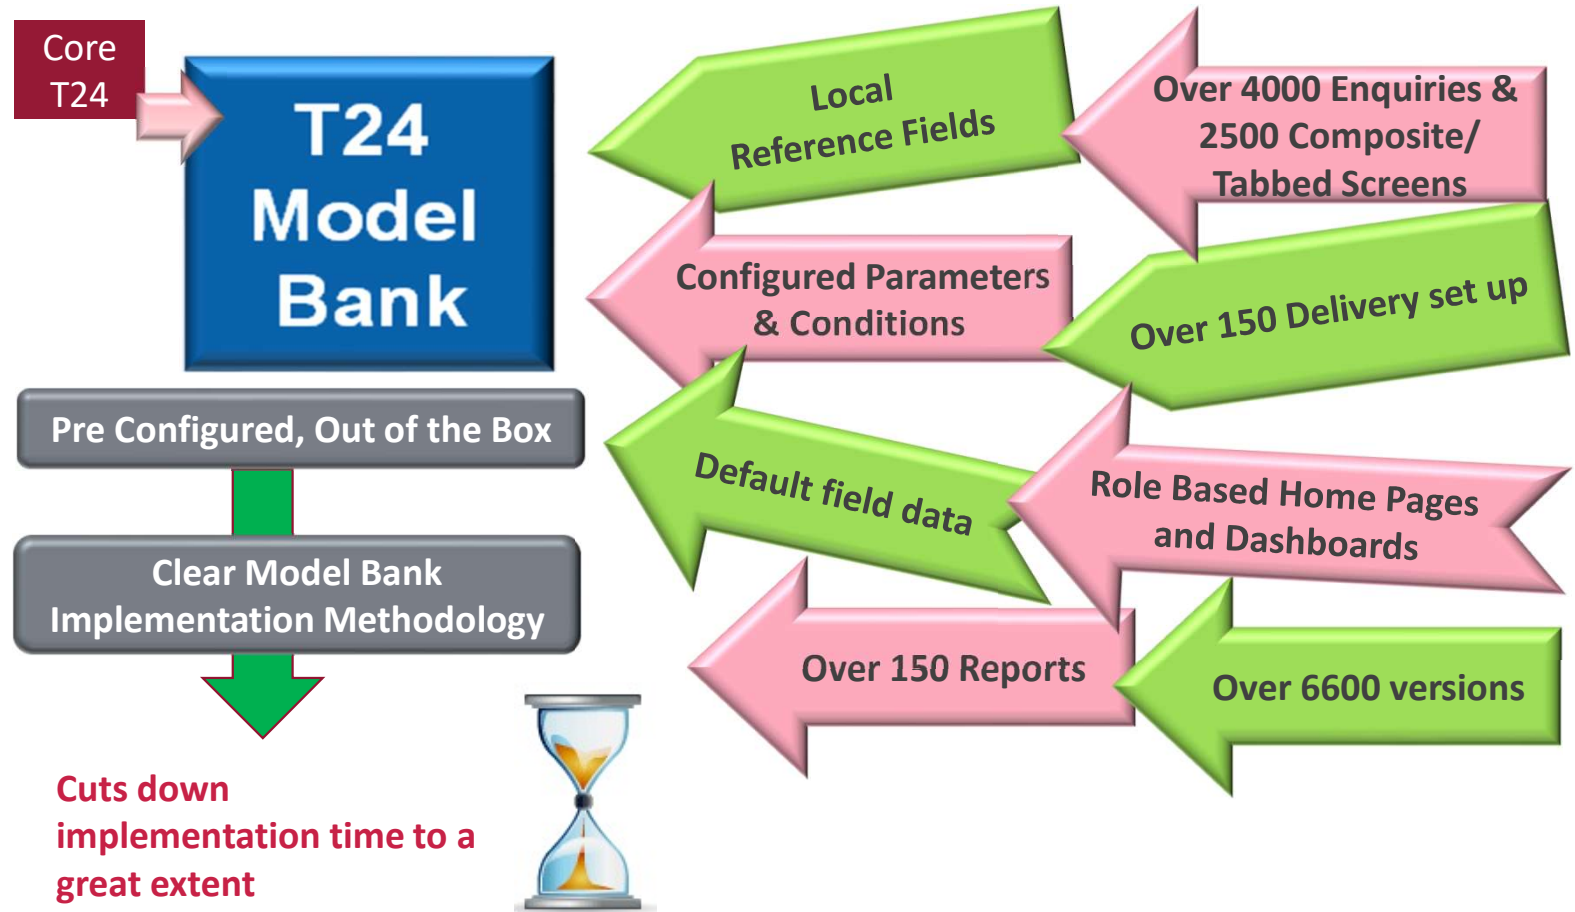 Core
T24
T24
Model
Bank
Local
Reference Fields
Over 4000 Enquiries &
2500 Composite/
Tabbed Screens
Configured Parameters
& Conditions
Over 150 Delivery set up
Pre Configured, Out of the Box
Default field data
Role Based Home Pages
and Dashboards
Clear Model Bank
Implementation Methodology
Over 150 Reports
Over 6600 versions
Cuts down
implementation time to a
great extent